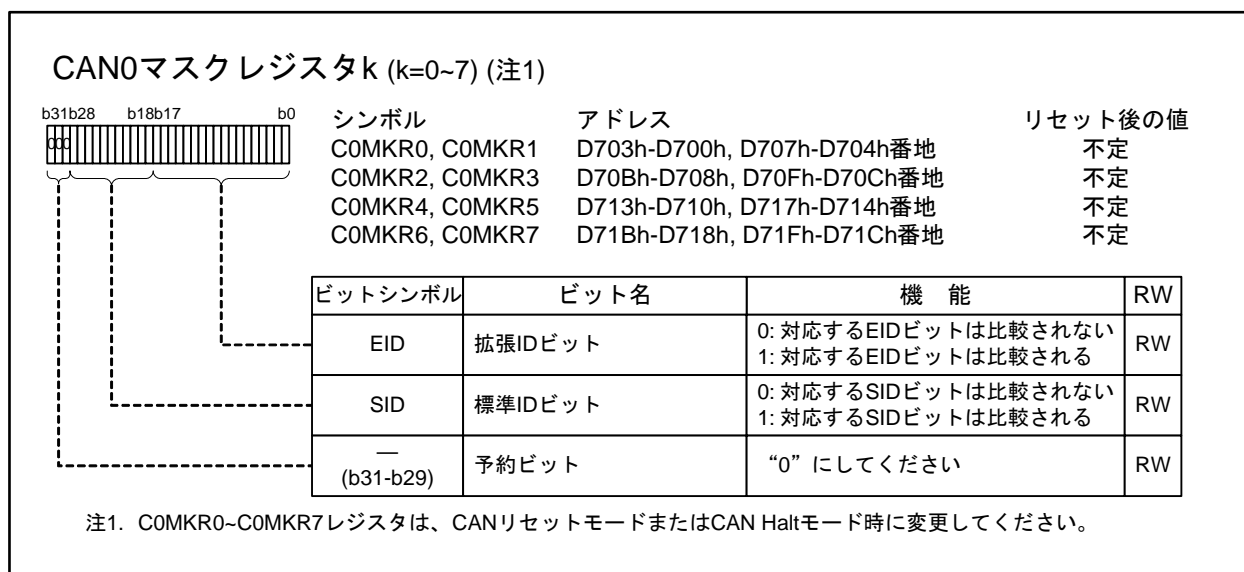 CAN0マスクレジスタk (k=0~7) (注1)
b31b28 b18b17 b0
000
シンボル アドレス リセット後の値
C0MKR0, C0MKR1 D703h-D700h, D707h-D704h番地 不定
C0MKR2, C0MKR3 D70Bh-D708h, D70Fh-D70Ch番地 不定
C0MKR4, C0MKR5 D713h-D710h, D717h-D714h番地 不定
C0MKR6, C0MKR7 D71Bh-D718h, D71Fh-D71Ch番地 不定
ビットシンボル ビット名 機 能 RW
EID 拡張IDビット 0: 対応するEIDビットは比較されない RW
1: 対応するEIDビットは比較される
SID 標準IDビット 0: 対応するSIDビットは比較されない RW
1: 対応するSIDビットは比較される
— 予約ビット “0”にしてください RW
(b31-b29)
注1. C0MKR0~C0MKR7レジスタは、CANリセットモードまたはCAN Haltモード時に変更してください。